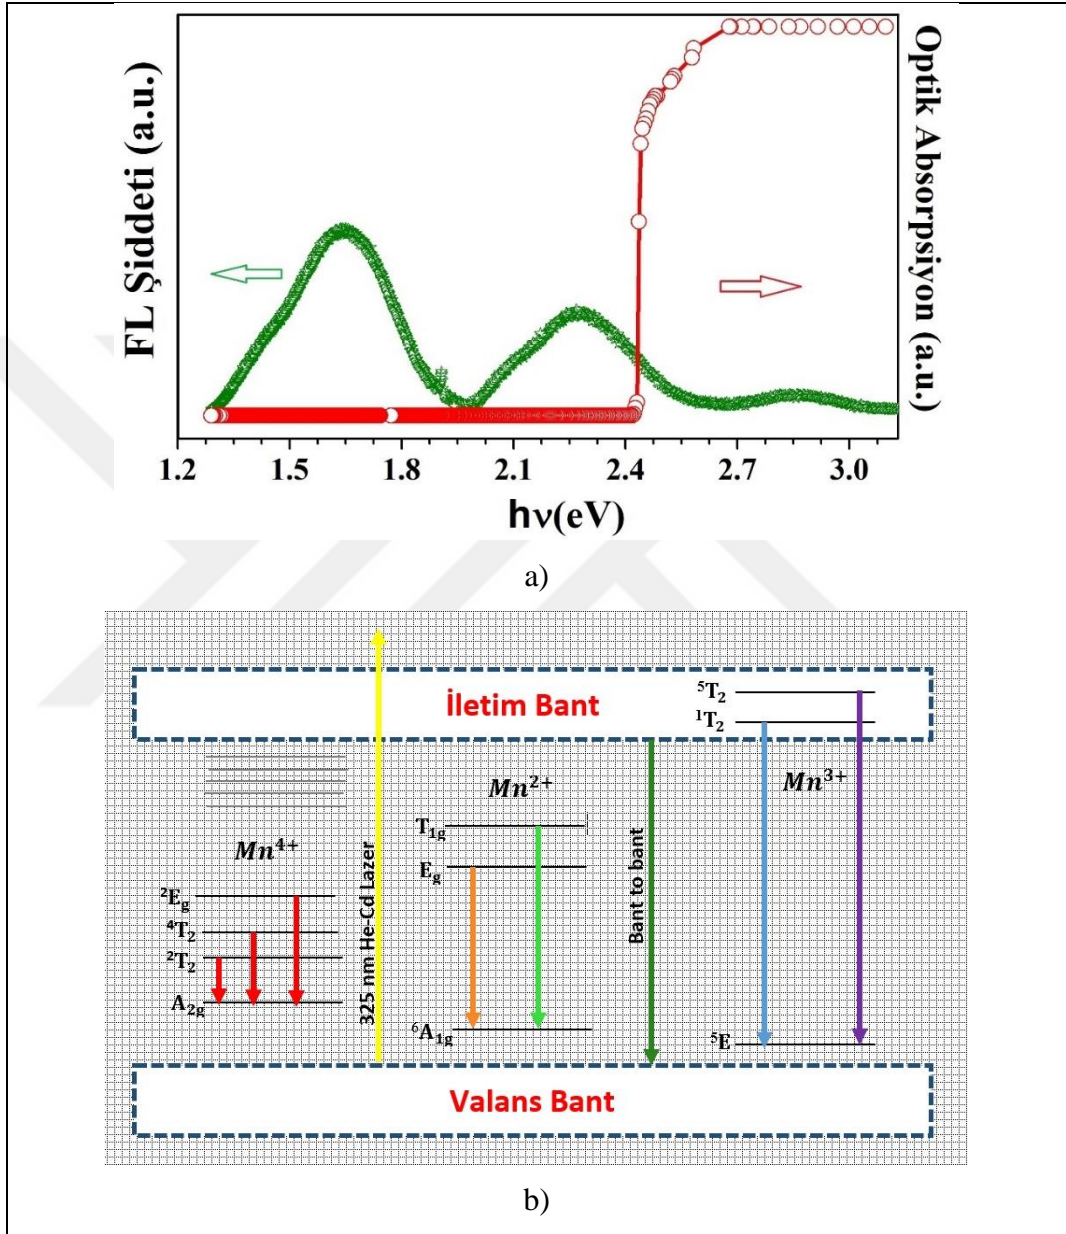 FL Şiddeti (a.u.)
Optik Absorpsiyon (a.u.)
1.2 1.5 1.8 2.1 2.4 2.7 3.0
hν(eV)
a)
İletim Bant
⁵T₂
¹T₂
Mn²⁺
Mn³⁺
T₁g
Mn⁴⁺
Eg
²Eg
⁴T₂
²T₂
A₂g
325 nm He-Cd Lazer
Bant to bant
⁶A₁g
⁵E
Valans Bant
b)